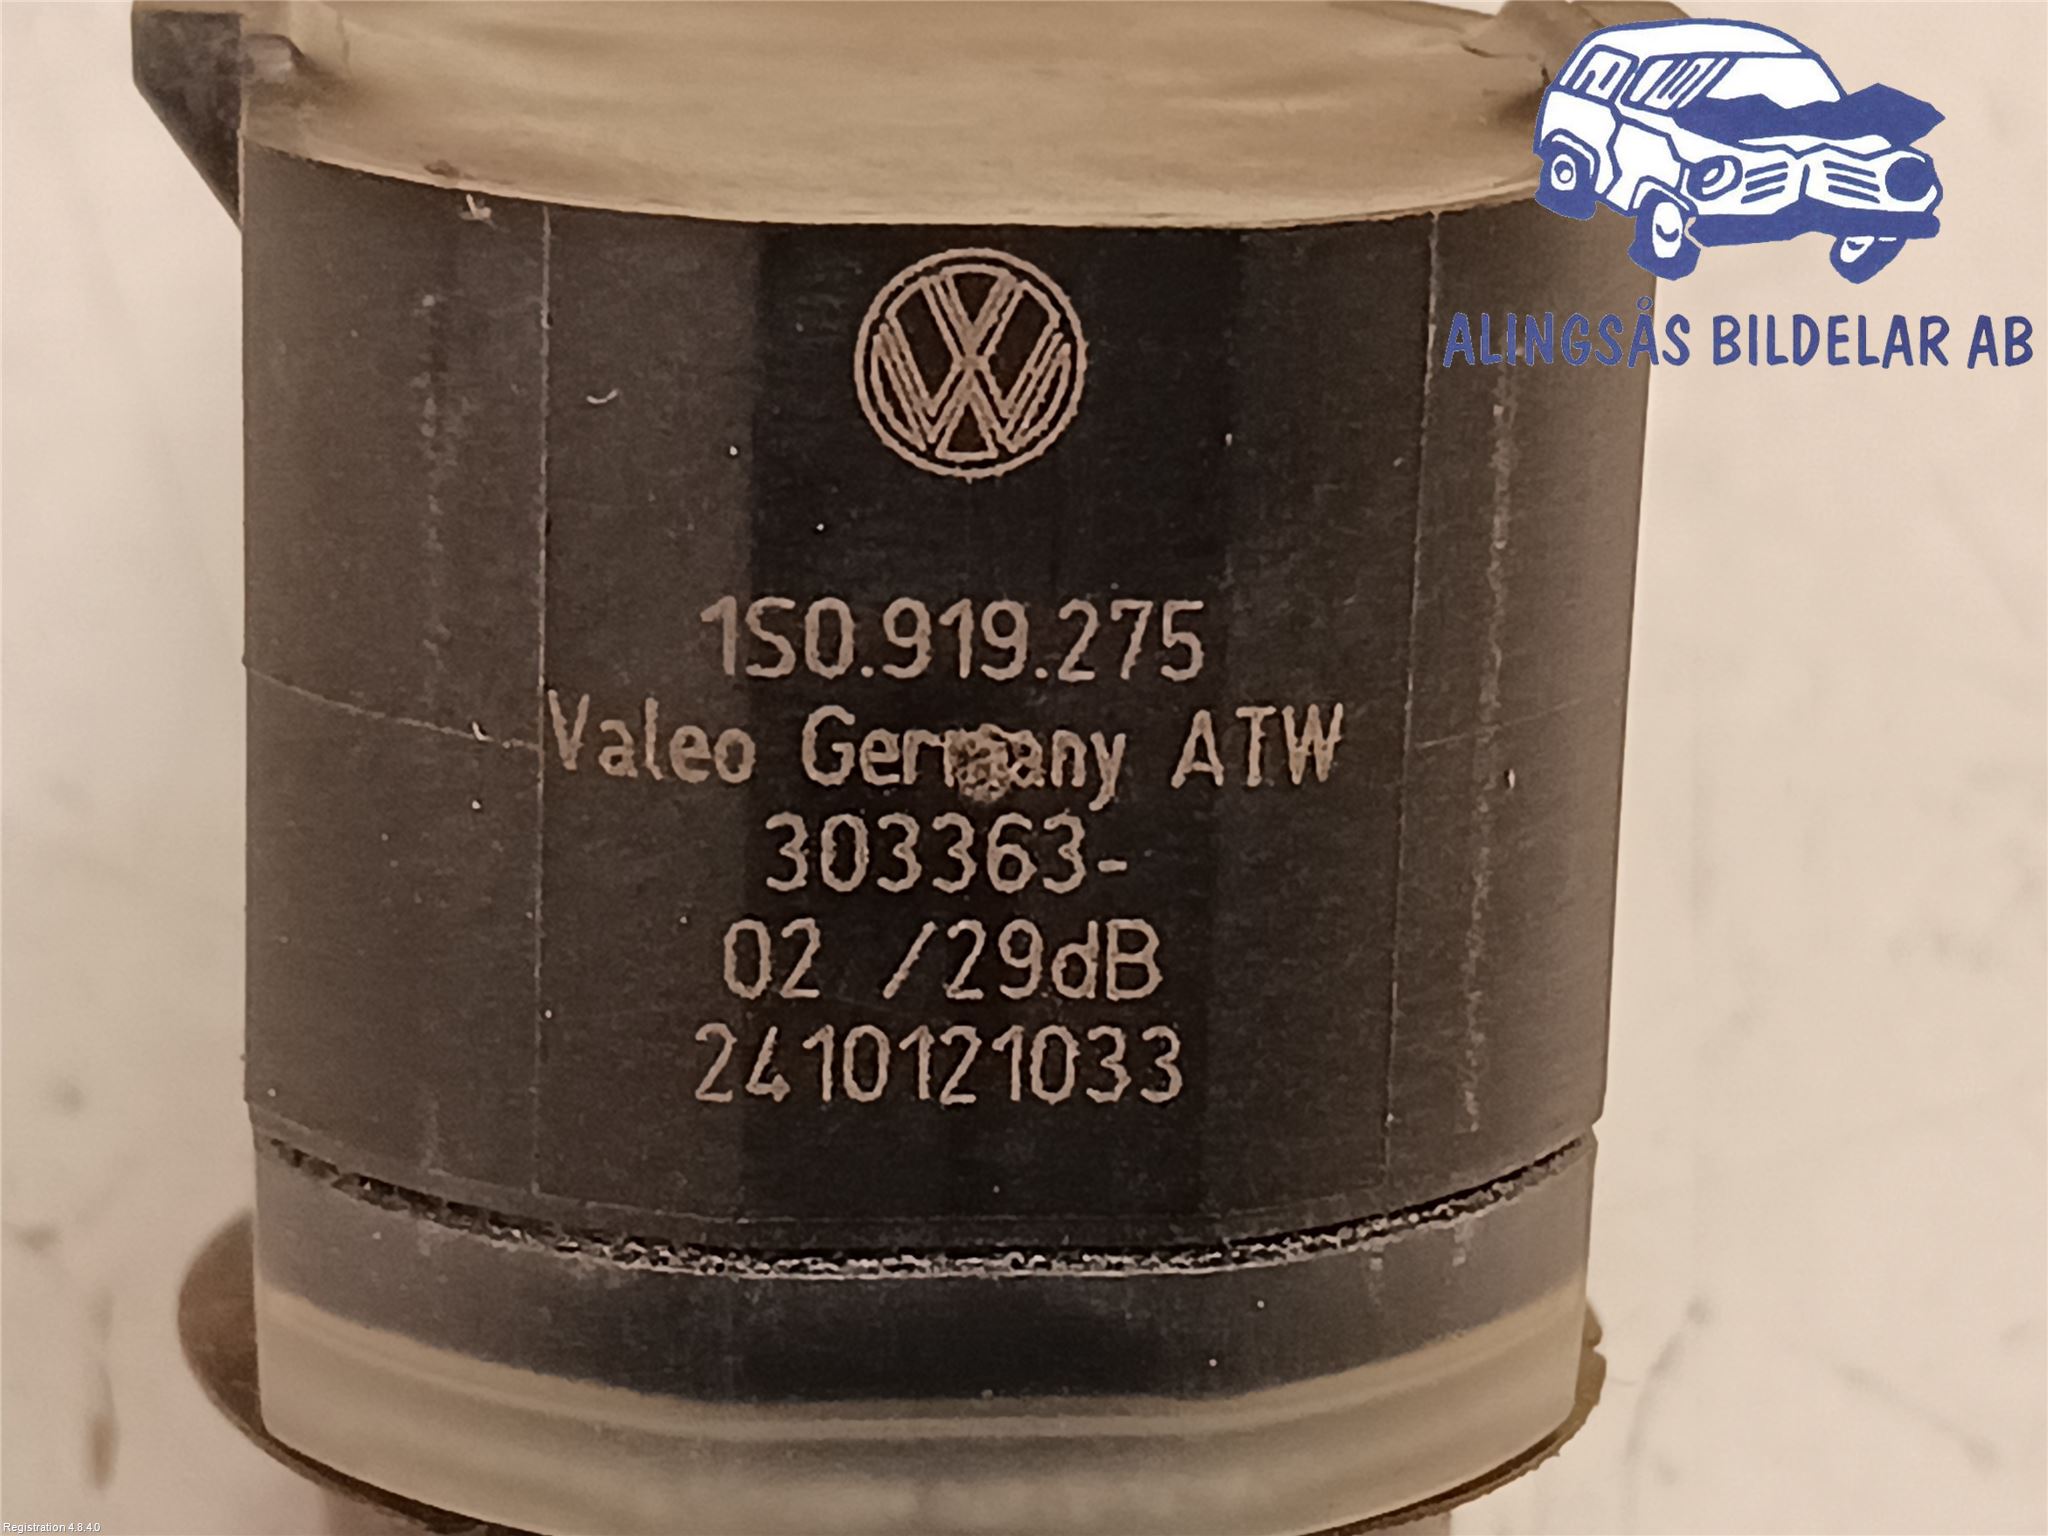 ALINGSÅS BILDELAR AB
1S0.919.275
Valeo Germany ATW
303363-
02 /29dB
2410121033
Registration 4.8.4.0